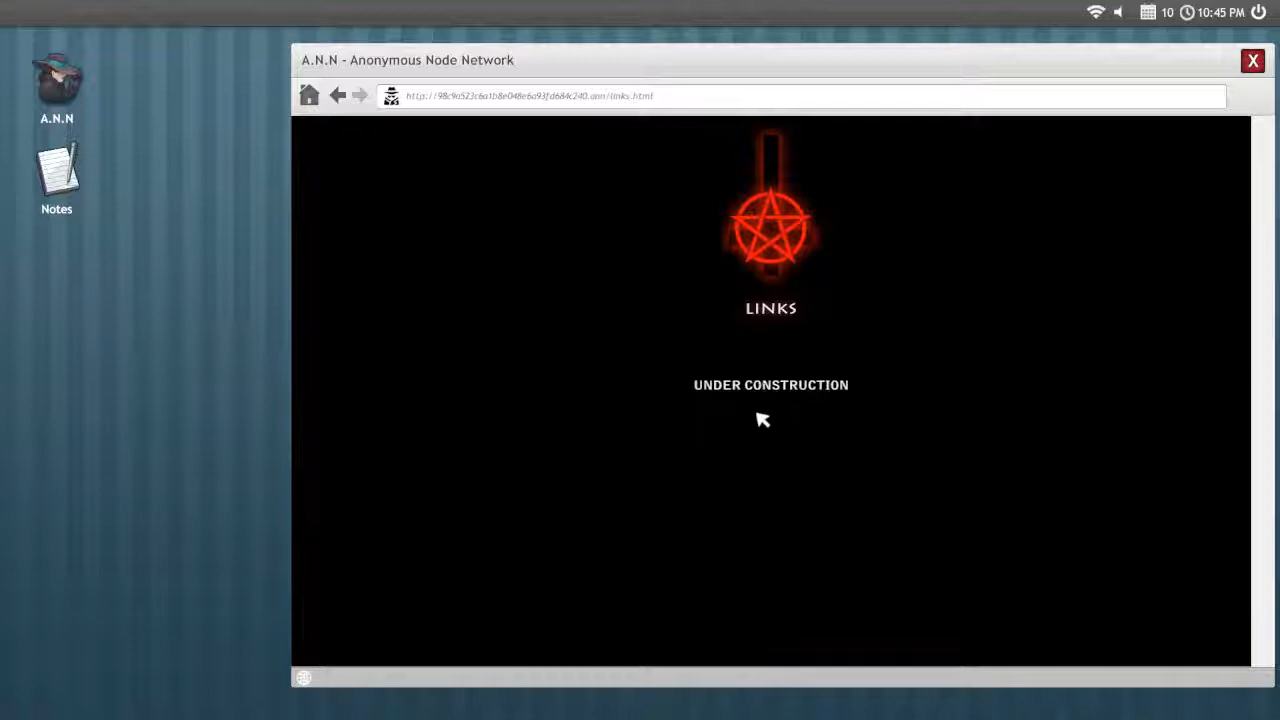 10 10:45 PM
A.N.N - Anonymous Node Network
X
A.N.N
Notes
LINKS
UNDER CONSTRUCTION